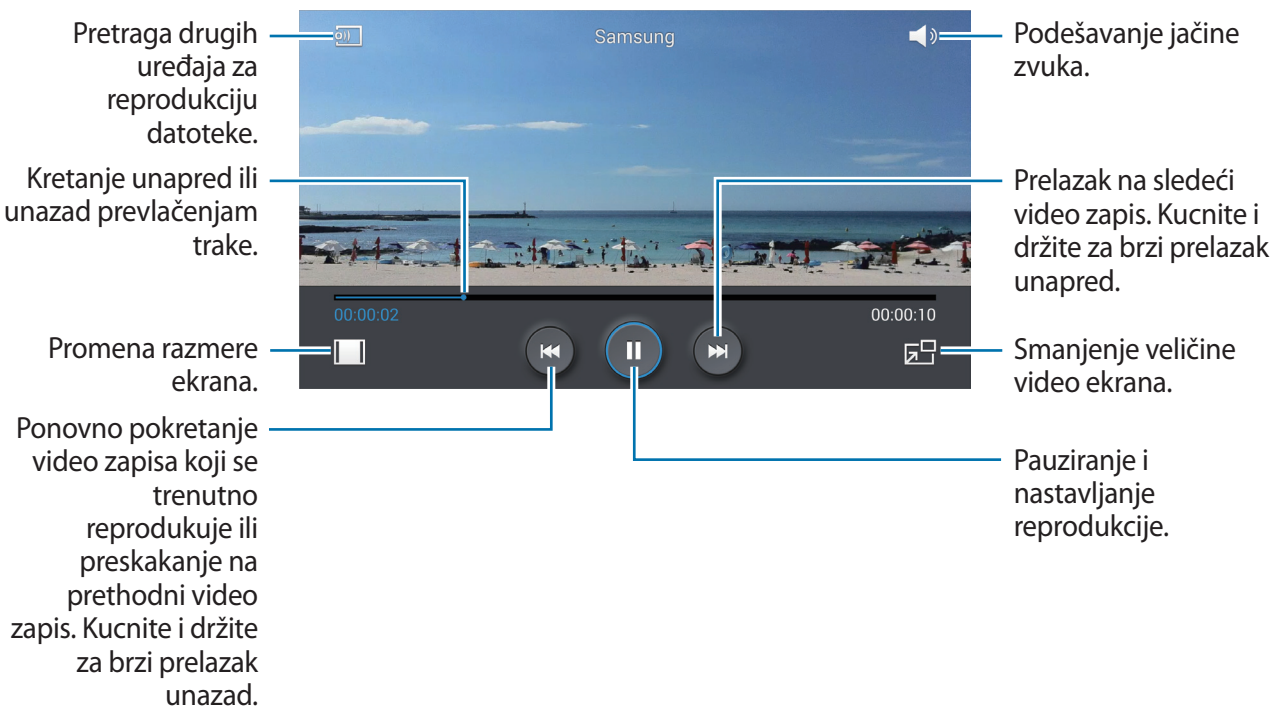 Pretraga drugih
uređaja za
reprodukciju
datoteke.
Kretanje unapred ili
unazad prevlačenjam
trake.
Promena razmere
ekrana.
Ponovno pokretanje
video zapisa koji se
trenutno
reprodukuje ili
preskakanje na
prethodni video
zapis. Kucnite i držite
za brzi prelazak
unazad.
Samsung
00:00:02
00:00:10
Podešavanje jačine
zvuka.
Prelazak na sledeći
video zapis. Kucnite i
držite za brzi prelazak
unapred.
Smanjenje veličine
video ekrana.
Pauziranje i
nastavljanje
reprodukcije.